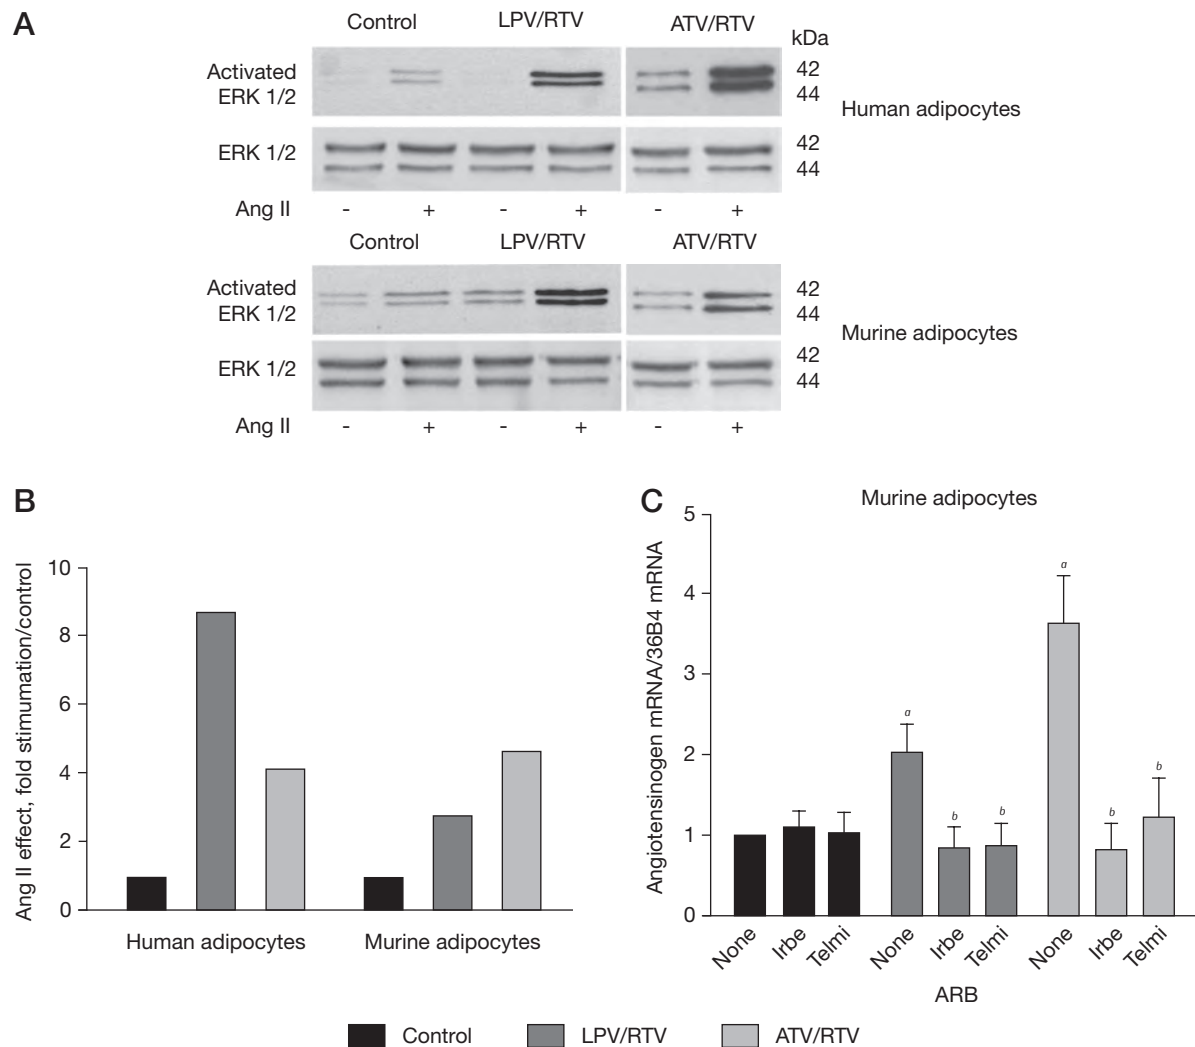 A
Control LPV/RTV ATV/RTV
kDa
Activated ERK 1/2
42
44
Human adipocytes
ERK 1/2
42
44
Ang II - + - + - +
Control LPV/RTV ATV/RTV
Activated ERK 1/2
42
44
Murine adipocytes
ERK 1/2
42
44
Ang II - + - + - +
B
Ang II effect, fold stimumation/control
10
8
6
4
2
0
Human adipocytes Murine adipocytes
C
Murine adipocytes
Angiotensinogen mRNA/36B4 mRNA
5
4
3
2
1
0
a
b b
a
b b
None Irbe Telmi None Irbe Telmi None Irbe Telmi
ARB
Control LPV/RTV ATV/RTV